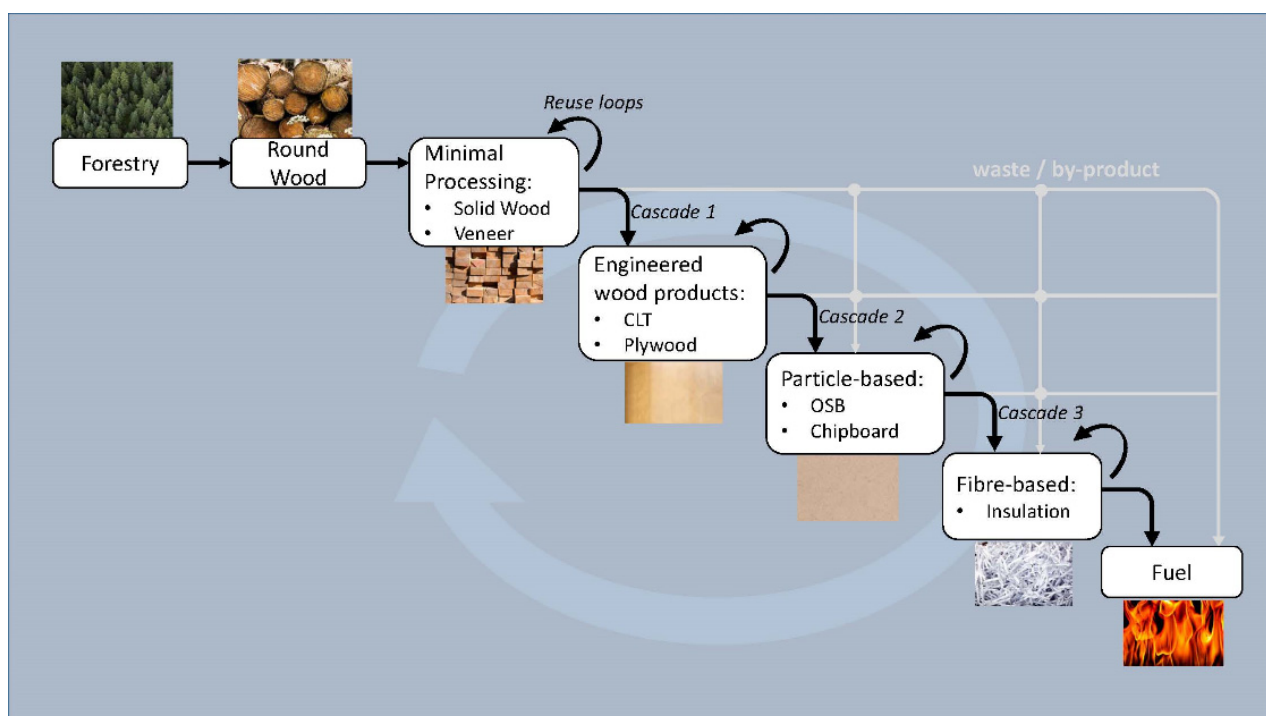 Reuse loops
Forestry
Round
Wood
Minimal
Processing:
• Solid Wood
• Veneer
waste / by-product
Cascade 1
Engineered
wood products:
• CLT
• Plywood
Cascade 2
Particle-based:
• OSB
• Chipboard
Cascade 3
Fibre-based:
• Insulation
Fuel